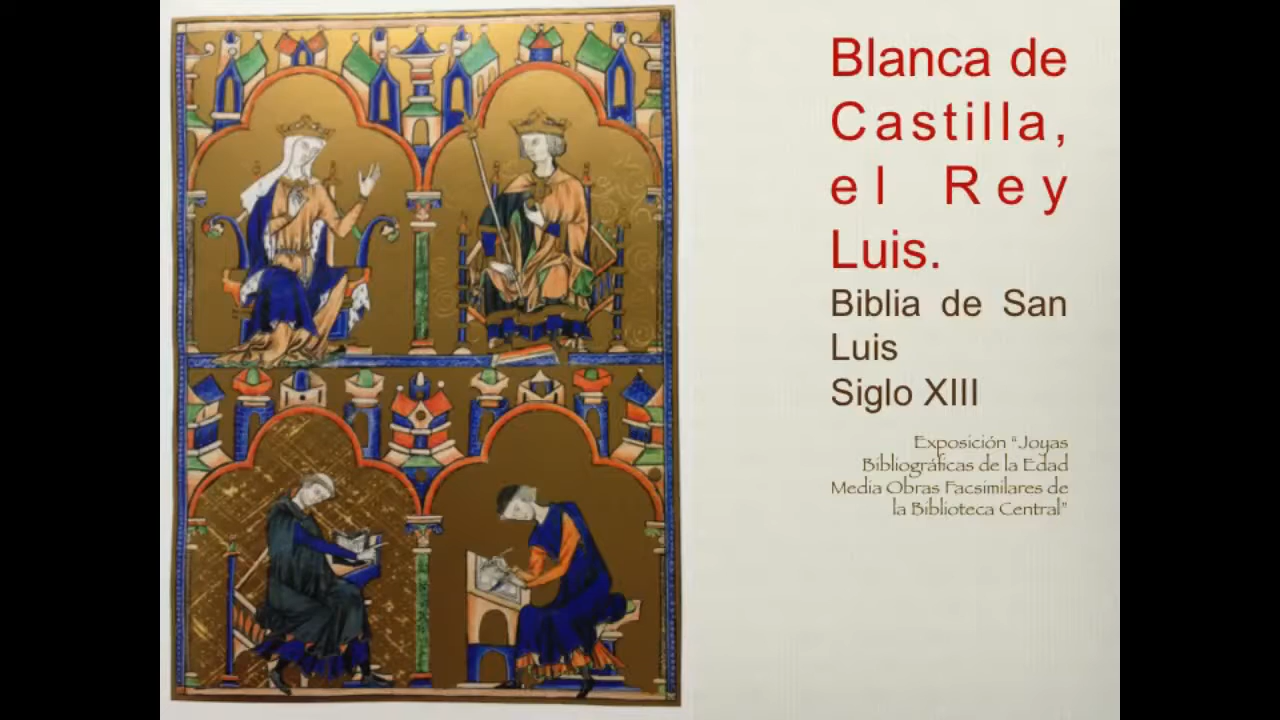 Blanca de
Castilla,
el Rey
Luis.
Biblia de San
Luis
Siglo XIII
Exposición “Joyas
Bibliográficas de la Edad
Media Obras Facsimilares de
la Biblioteca Central”